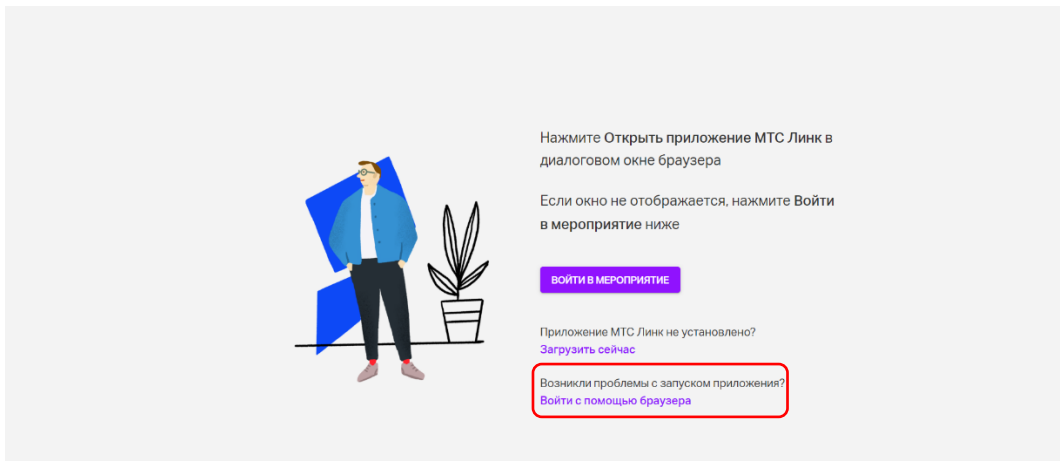 Нажмите Открыть приложение МТС Линк в
диалоговом окне браузера
Если окно не отображается, нажмите Войти
в мероприятие ниже
ВОЙТИ В МЕРОПРИЯТИЕ
Приложение МТС Линк не установлено?
Загрузить сейчас
Возникли проблемы с запуском приложения?
Войти с помощью браузера